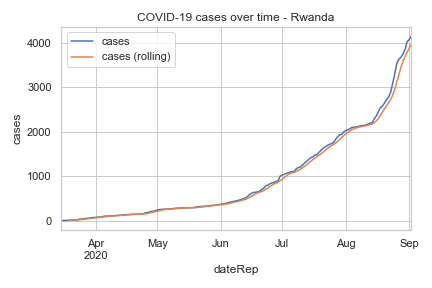 COVID-19 cases over time - Rwanda
cases
cases (rolling)
4000
3000
2000
1000
0
cases
Apr
2020
May
Jun
Jul
Aug
Sep
dateRep